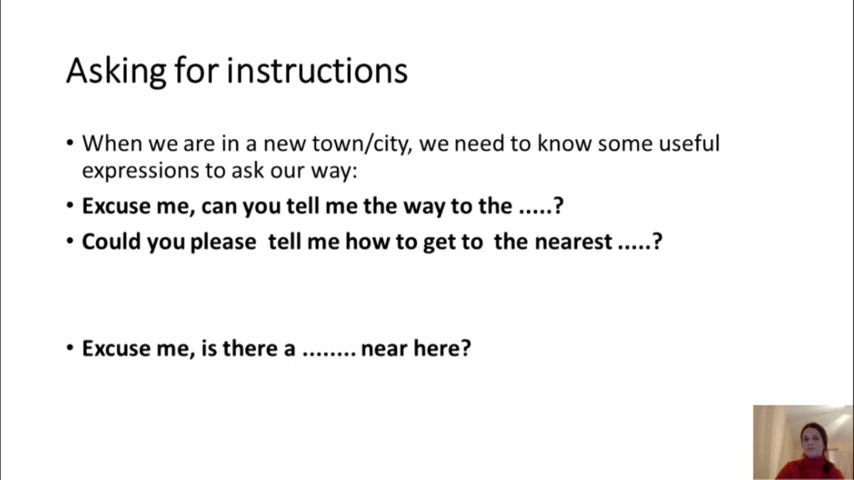 Asking for instructions
• When we are in a new town/city, we need to know some useful
expressions to ask our way:
• Excuse me, can you tell me the way to the .....?
• Could you please  tell me how to get to  the nearest .....?
• Excuse me, is there a ........ near here?